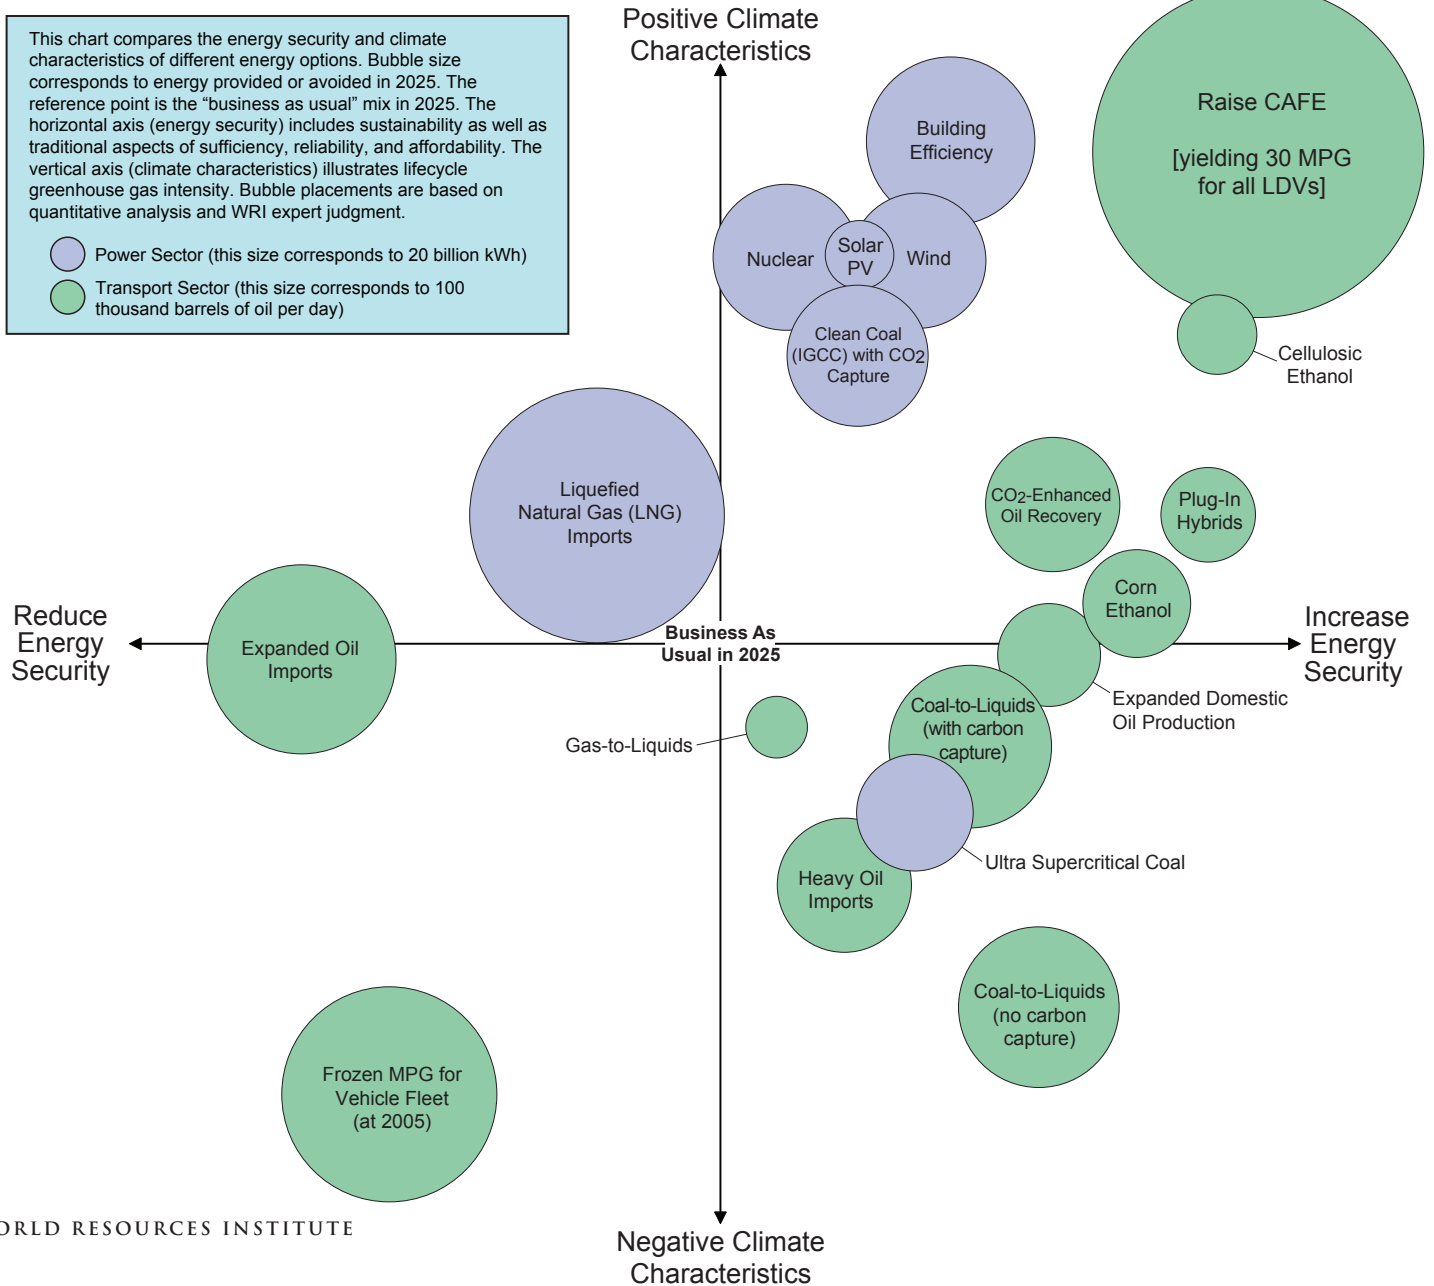 This chart compares the energy security and climate
characteristics of different energy options. Bubble size
corresponds to energy provided or avoided in 2025. The
reference point is the “business as usual” mix in 2025. The
horizontal axis (energy security) includes sustainability as well as
traditional aspects of sufficiency, reliability, and affordability. The
vertical axis (climate characteristics) illustrates lifecycle
greenhouse gas intensity. Bubble placements are based on
quantitative analysis and WRI expert judgment.
Power Sector (this size corresponds to 20 billion kWh)
Transport Sector (this size corresponds to 100
thousand barrels of oil per day)
Positive Climate
Characteristics
Raise CAFE
[yielding 30 MPG
for all LDVs]
Building
Efficiency
Nuclear
Solar
PV
Wind
Clean Coal
(IGCC) with CO2
Capture
Cellulosic
Ethanol
Liquefied
Natural Gas (LNG)
Imports
CO2-Enhanced
Oil Recovery
Plug-In
Hybrids
Corn
Ethanol
Reduce
Energy
Security
Expanded Oil
Imports
Business As
Usual in 2025
Increase
Energy
Security
Expanded Domestic
Oil Production
Coal-to-Liquids
(with carbon
capture)
Gas-to-Liquids
Ultra Supercritical Coal
Heavy Oil
Imports
Coal-to-Liquids
(no carbon
capture)
Frozen MPG for
Vehicle Fleet
(at 2005)
ORLD RESOURCES INSTITUTE
Negative Climate
Characteristics